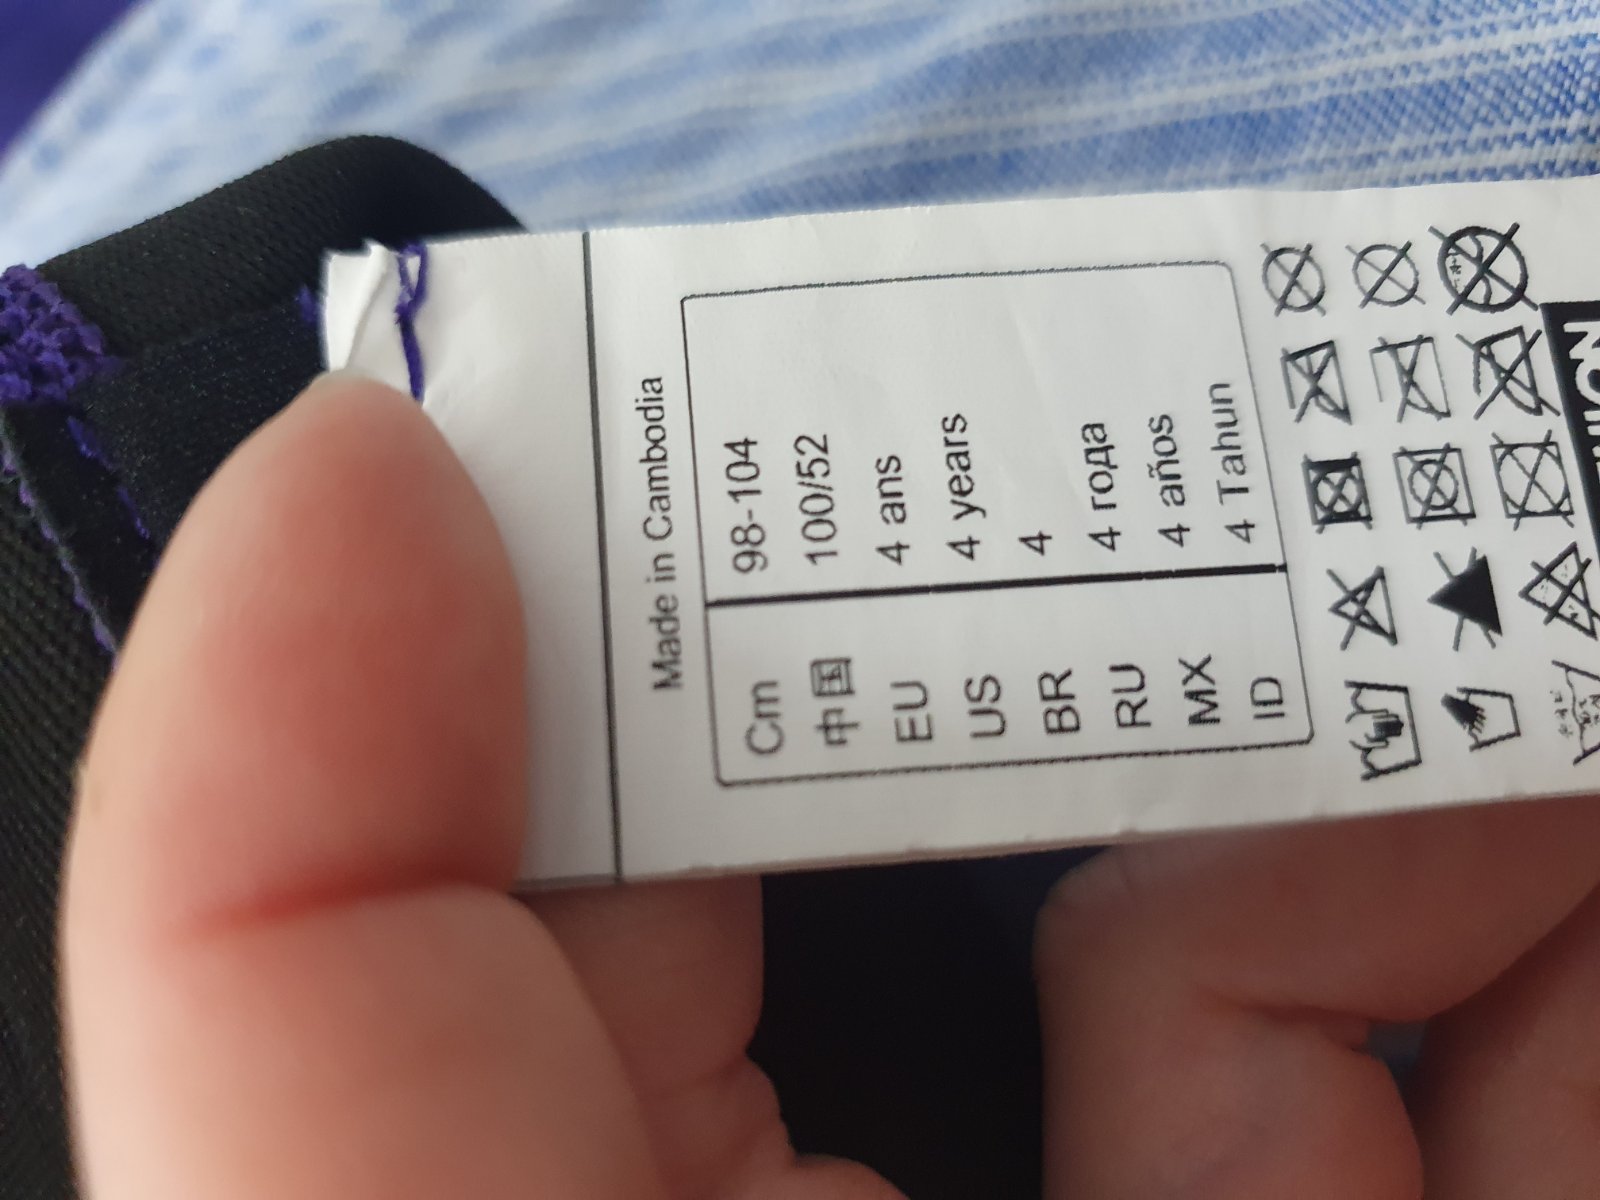 Made in Cambodia
Cm 98-104
中国 100/52
EU 4 ans
US 4 years
BR 4
RU 4 года
MX 4 años
ID 4 Tahun